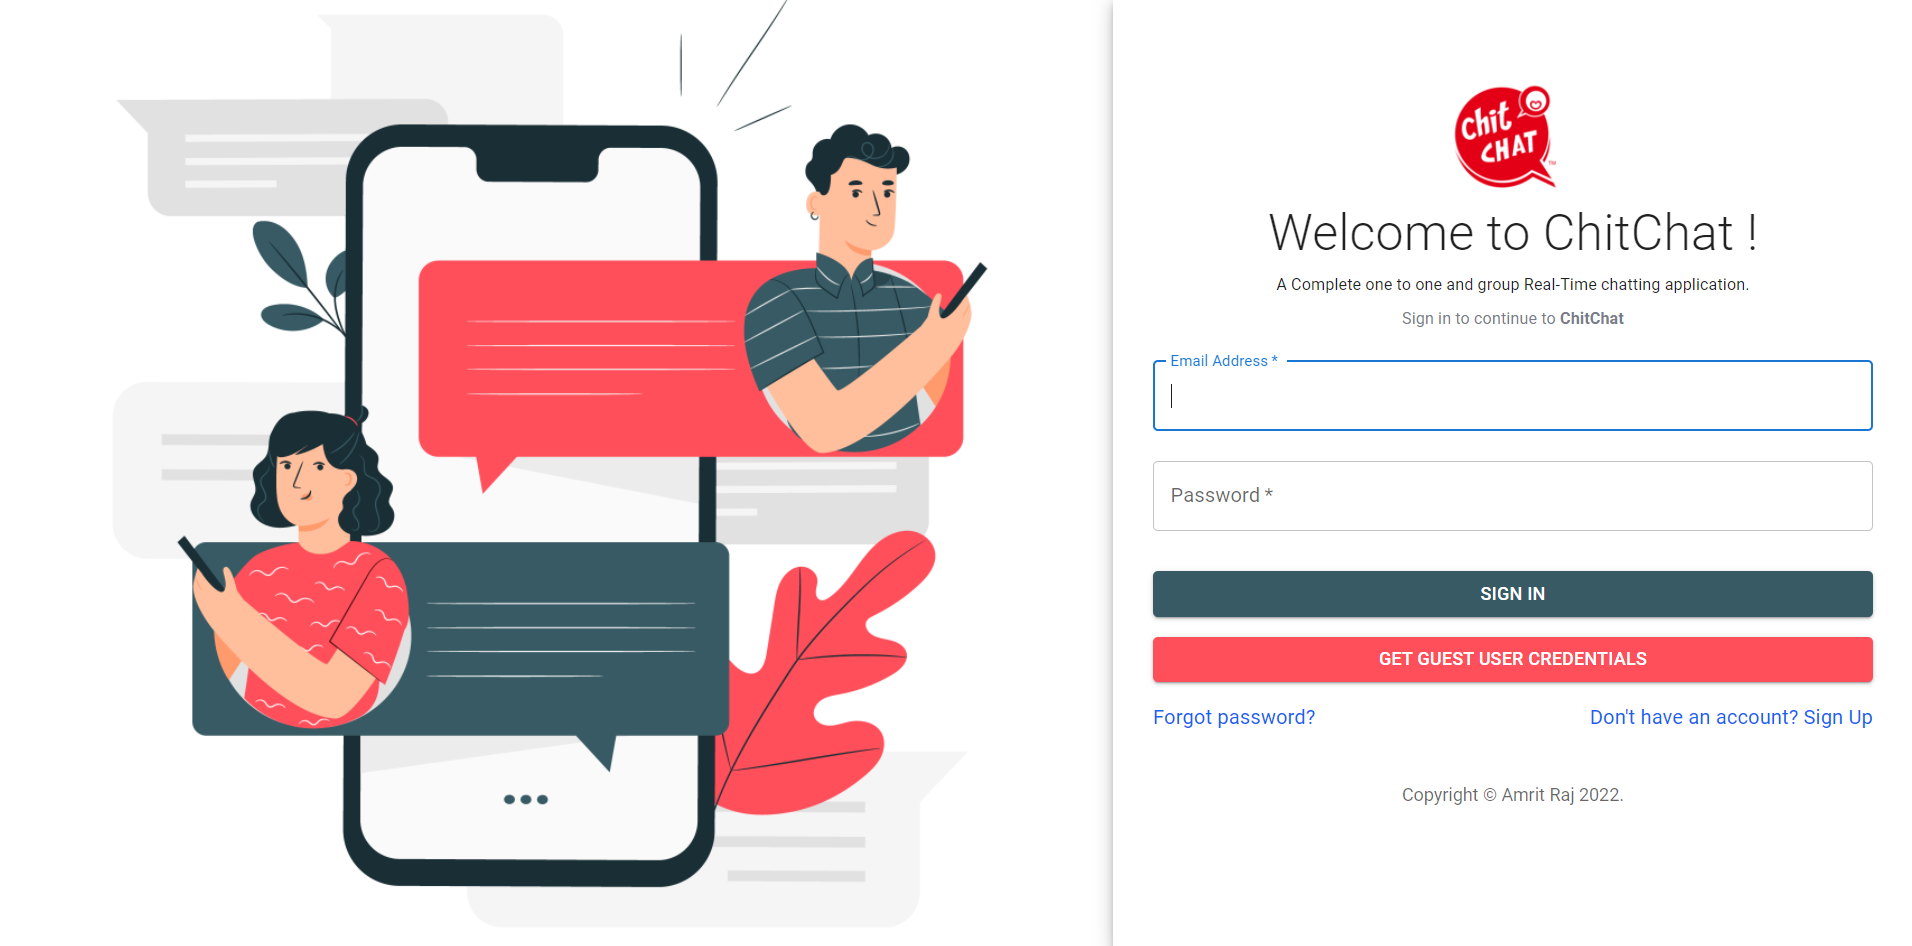 Chit
CHAT
TM
Welcome to ChitChat !
A Complete one to one and group Real-Time chatting application.
Sign in to continue to ChitChat
Email Address *
Password *
SIGN IN
GET GUEST USER CREDENTIALS
Forgot password?
Don't have an account? Sign Up
Copyright © Amrit Raj 2022.